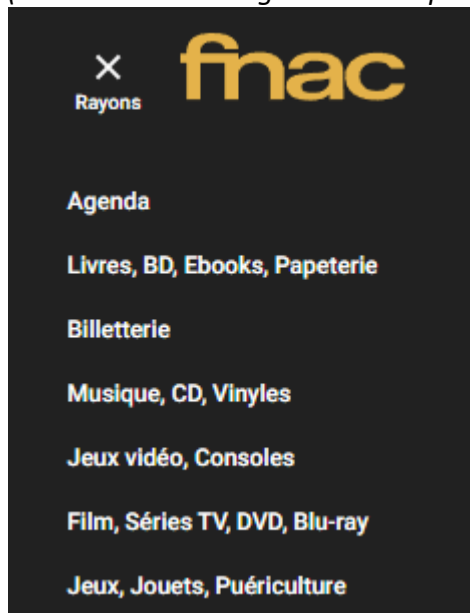 fnac
Rayons
Agenda
Livres, BD, Ebooks, Papeterie
Billetterie
Musique, CD, Vinyles
Jeux vidéo, Consoles
Film, Séries TV, DVD, Blu-ray
Jeux, Jouets, Puériculture